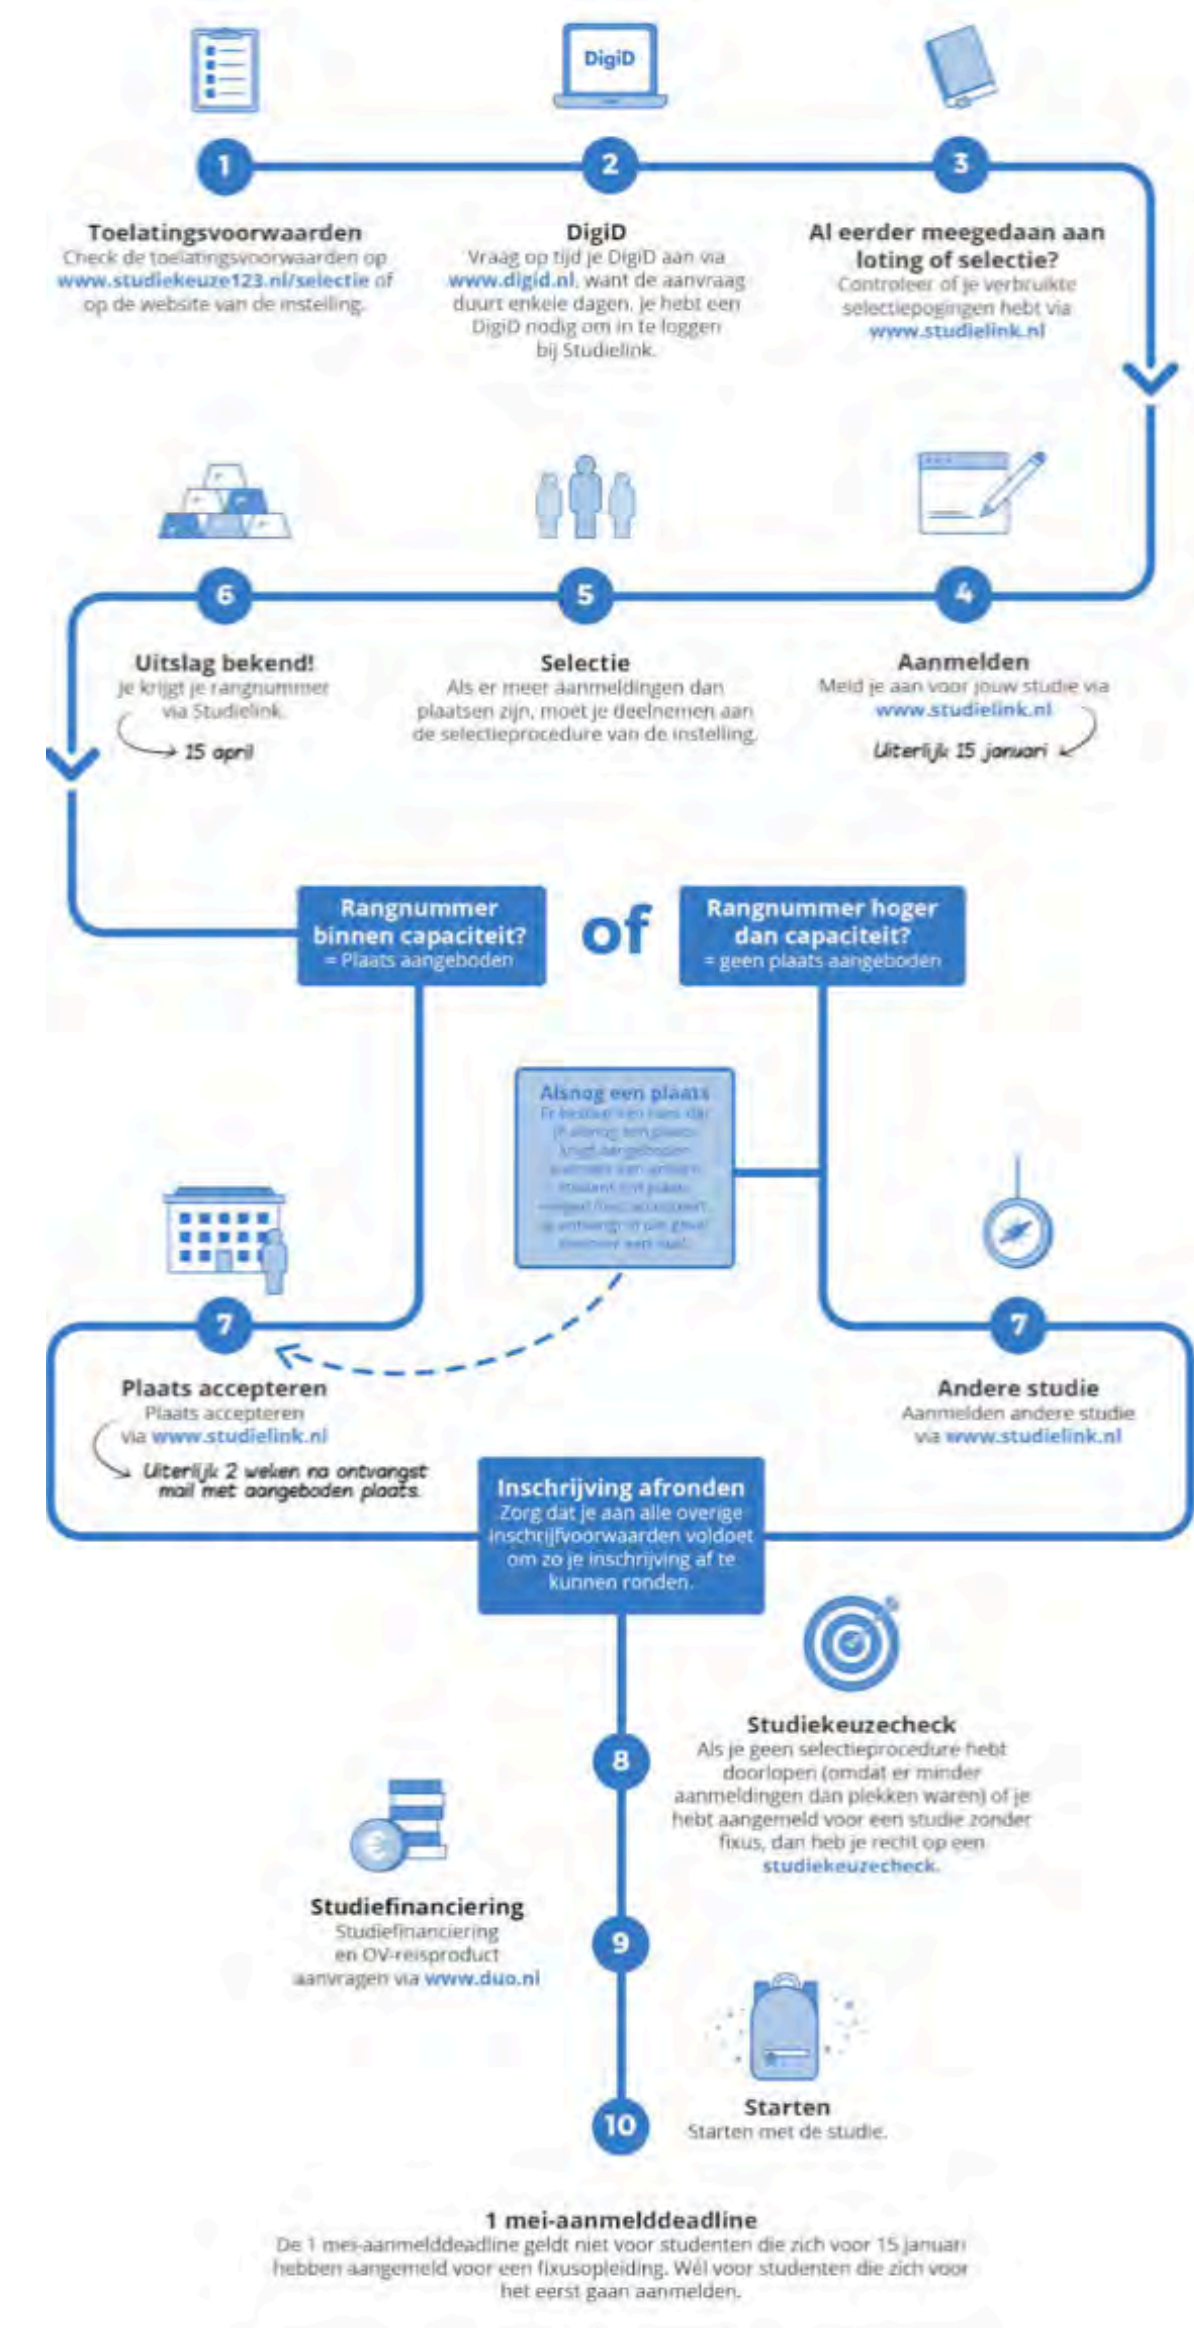 DigiD
1
2
3
Toelatingsvoorwaarden
Check de toelatingsvoorwaarden op
www.studiekeuze123.nl/selectie of
op de website van de instelling.
DigiD
Vraag op tijd je DigiD aan via
www.digid.nl, want de aanvraag
duurt enkele dagen, je hebt een
DigiD nodig om in te loggen
bij Studielink.
Al eerder meegedaan aan
loting of selectie?
Controleer of je verbruikte
selectiepogingen hebt via
www.studielink.nl
4
Aanmelden
Meld je aan voor jouw studie via
www.studielink.nl
Uiterlijk 15 januari
5
Selectie
Als er meer aanmeldingen dan
plaatsen zijn, moet je deelnemen aan
de selectieprocedure van de instelling.
6
Uitslag bekend!
Je krijgt je rangnummer
via Studielink.
15 april
Rangnummer
binnen capaciteit?
= Plaats aangeboden
of
Rangnummer hoger
dan capaciteit?
= geen plaats aangeboden
Alsnog een plaats
Er bestaat een kans dat
je alsnog een plaats
krijgt aangeboden
7
Plaats accepteren
Plaats accepteren
via www.studielink.nl
Uiterlijk 2 weken na ontvangst
mail met aangeboden plaats.
7
Andere studie
Aanmelden andere studie
via www.studielink.nl
Inschrijving afronden
Zorg dat je aan alle overige
inschrijfvoorwaarden voldoet
om zo je inschrijving af te
kunnen ronden.
8
Studiekeuzecheck
Als je geen selectieprocedure hebt
doorlopen (omdat er minder
aanmeldingen dan plekken waren) of je
hebt aangemeld voor een studie zonder
fixus, dan heb je recht op een
studiekeuzecheck.
9
Studiefinanciering
Studiefinanciering
en OV-reisproduct
aanvragen via www.duo.nl
10
Starten
Starten met de studie.
1 mei-aanmelddeadline
De 1 mei-aanmelddeadline geldt niet voor studenten die zich voor 15 januari
hebben aangemeld voor een fixusopleiding. Wél voor studenten die zich voor
het eerst gaan aanmelden.